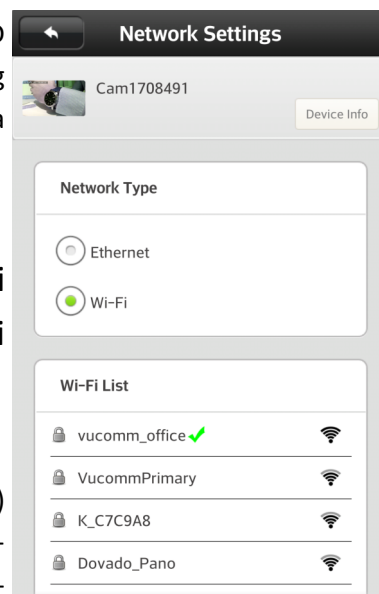 Network Settings
Cam1708491
Device Info
Network Type
Ethernet
Wi-Fi
Wi-Fi List
vucomm_office
VucommPrimary
K_C7C9A8
Dovado_Pano